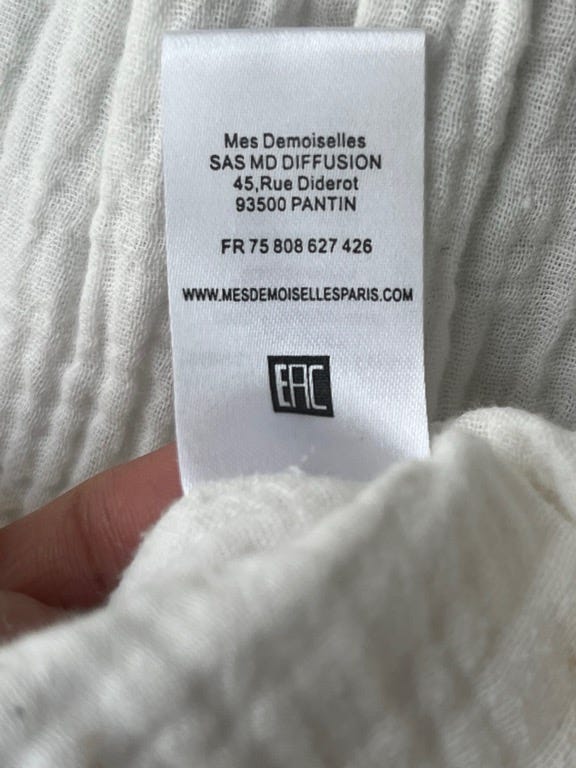 Mes Demoiselles
SAS MD DIFFUSION
45,Rue Diderot
93500 PANTIN
FR 75 808 627 426
WWW.MESDEMOISELLESPARIS.COM
EAC